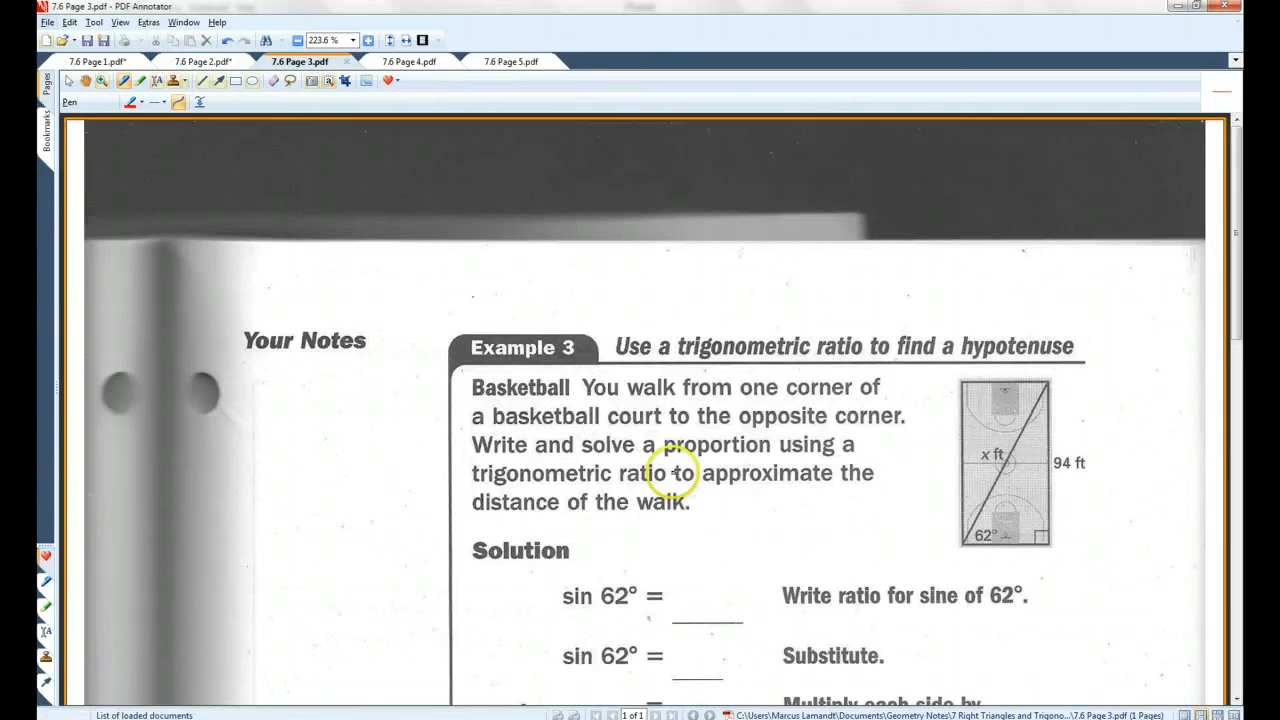 7.6 Page 3.pdf - PDF Annotator
File Edit Tool View Extras Window Help
223.6 %
7.6 Page 1.pdf* 7.6 Page 2.pdf* 7.6 Page 3.pdf 7.6 Page 4.pdf 7.6 Page 5.pdf
Pages
Bookmarks
Pen
Your Notes
Example 3 Use a trigonometric ratio to find a hypotenuse
Basketball You walk from one corner of
a basketball court to the opposite corner.
Write and solve a proportion using a
trigonometric ratio to approximate the
distance of the walk.
x ft
94 ft
62°
Solution
sin 62° = Write ratio for sine of 62°.
sin 62° = Substitute.
= Multiply each side by
List of loaded documents 1 of 1 C:\Users\Marcus Lamandt\Documents\Geometry Notes\7 Right Triangles and Trigono...\7.6 Page 3.pdf (1 Pages)